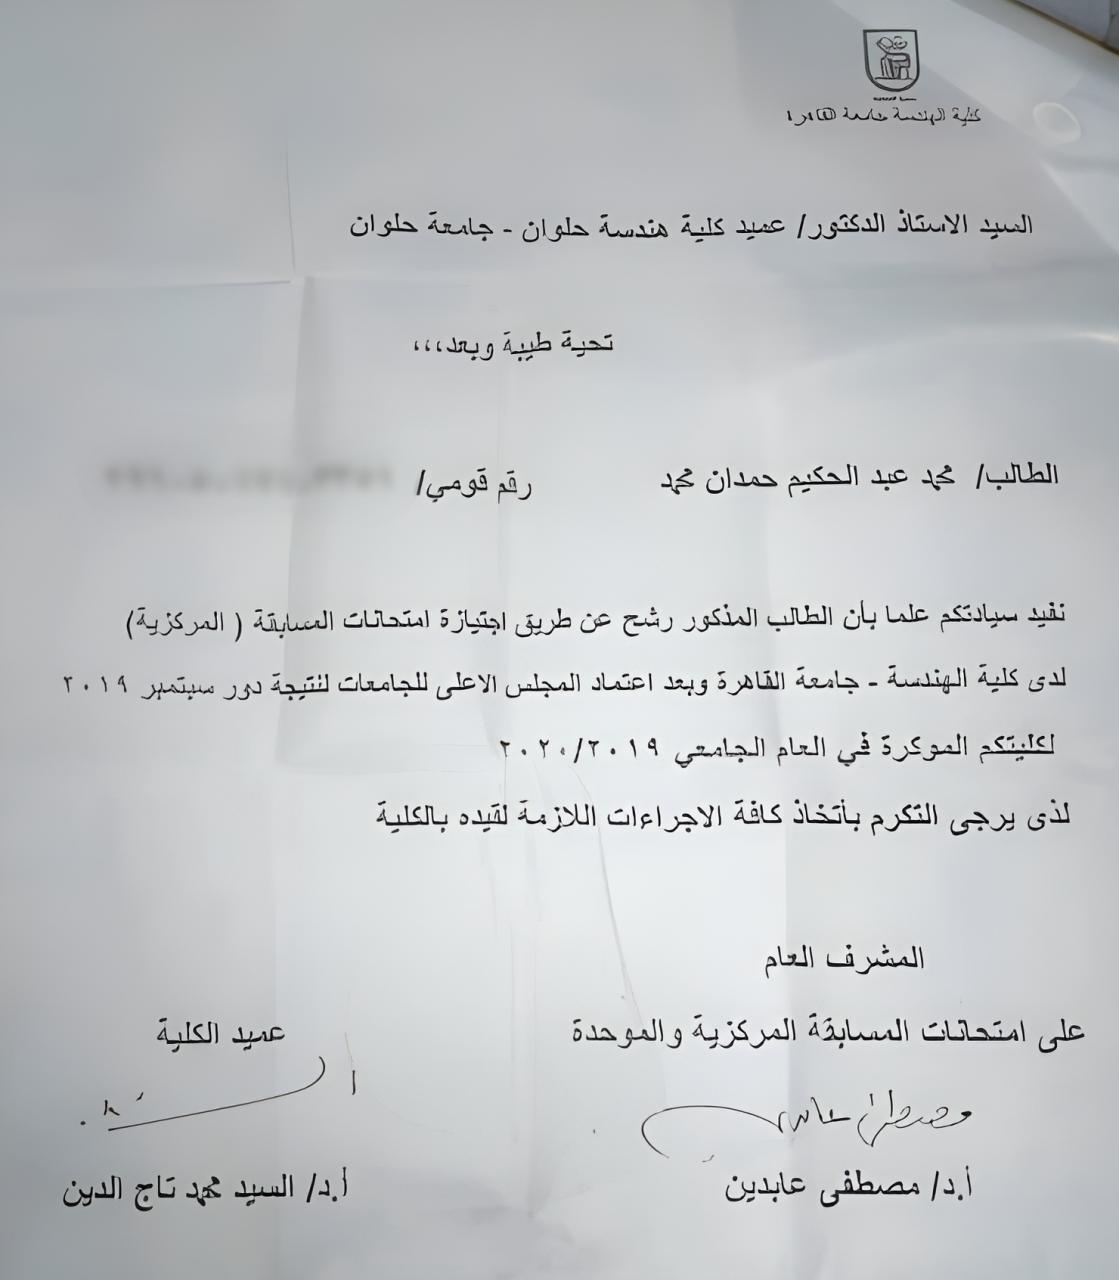 كلية الهندسة جامعة القاهرة
السيد الاستاذ الدكتور/ عميد كلية هندسة حلوان - جامعة حلوان
تحية طيبة وبعد،،،
الطالب/ محمد عبد الحكيم حمدان محمد رقم قومي/
نفيد سيادتكم علما بأن الطالب المذكور رشح عن طريق اجتيازة امتحانات المسابقة ( المركزية)
لدى كلية الهندسة - جامعة القاهرة وبعد اعتماد المجلس الاعلى للجامعات لنتيجة دور سبتمبر ٢٠١٩
لكليتكم الموكرة في العام الجامعي ٢٠٢٠/٢٠١٩
لذى يرجى التكرم بأتخاذ كافة الاجراءات اللازمة لقيده بالكلية
المشرف العام
على امتحانات المسابقة المركزية والموحدة عميد الكلية
مصطفى عابدين
أ.د/ مصطفى عابدين أ.د/ السيد محمد تاج الدين